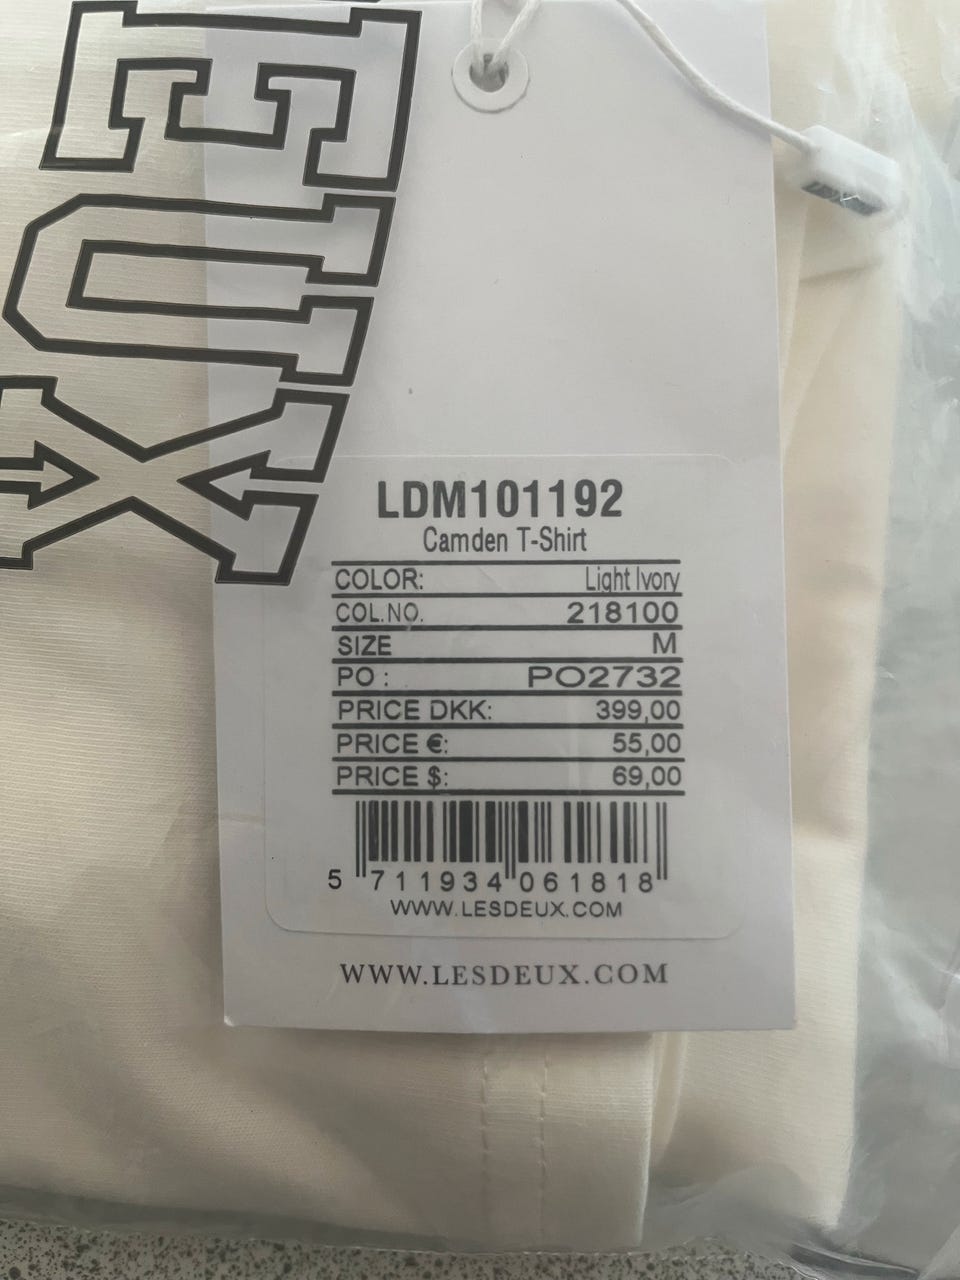 EUX
LDM101192
Camden T-Shirt
COLOR: Light Ivory
COL.NO. 218100
SIZE M
PO : PO2732
PRICE DKK: 399,00
PRICE €: 55,00
PRICE $: 69,00
5 711934 061818
WWW.LESDEUX.COM
WWW.LESDEUX.COM